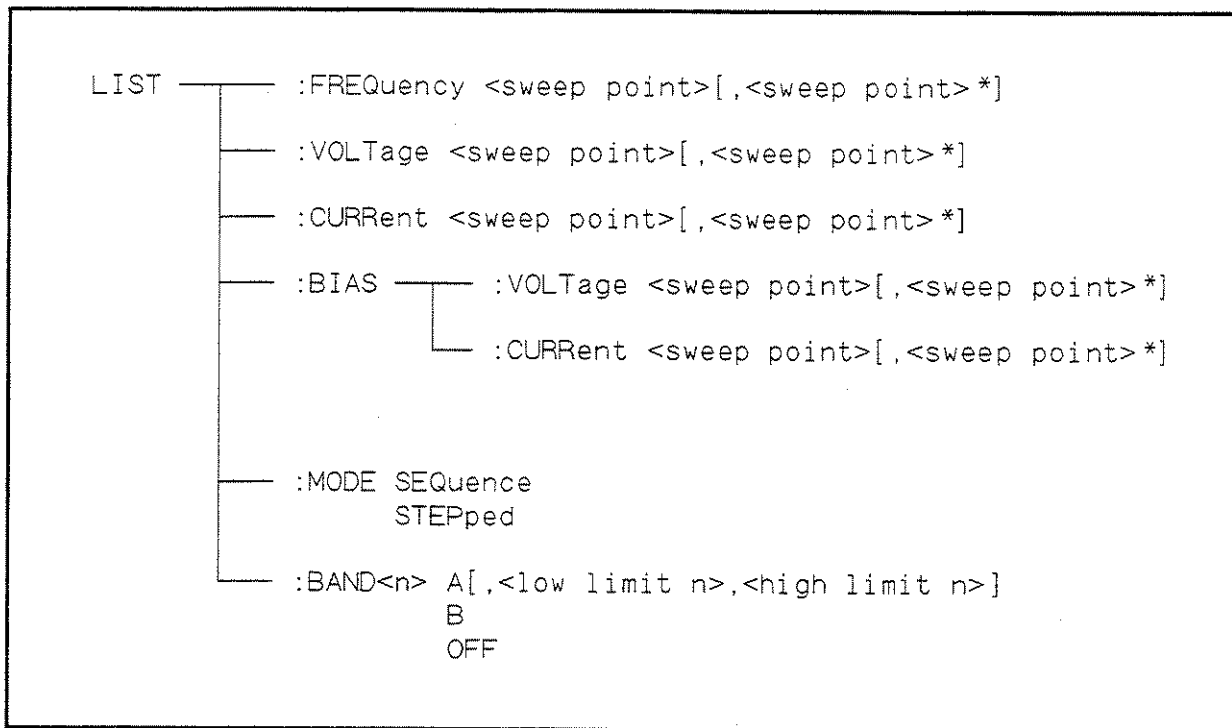 LIST :FREQuency <sweep point>[,<sweep point>*]
:VOLTage <sweep point>[,<sweep point>*]
:CURRent <sweep point>[,<sweep point>*]
:BIAS :VOLTage <sweep point>[,<sweep point>*]
:CURRent <sweep point>[,<sweep point>*]
:MODE SEQuence
STEPped
:BAND<n> A[,<low limit n>,<high limit n>]
B
OFF